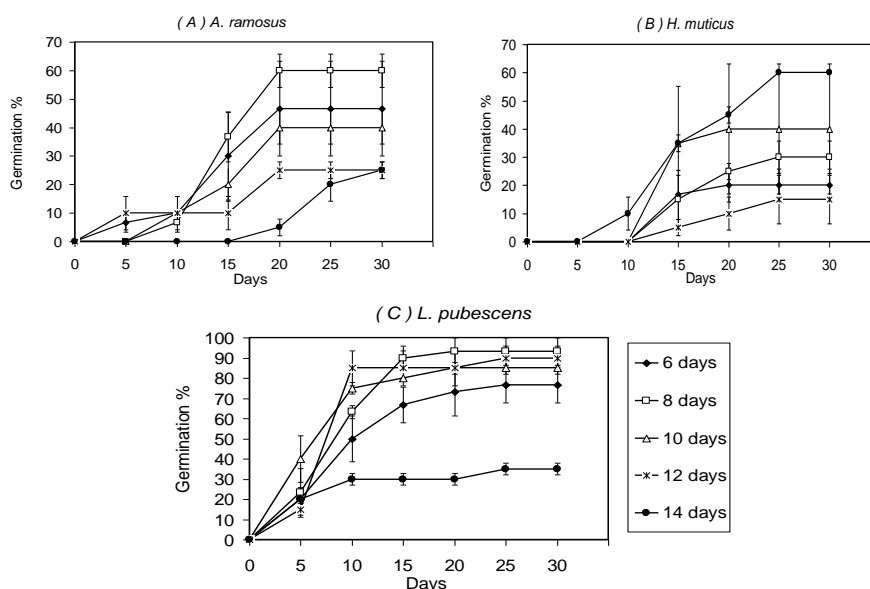 ( A ) A. ramosus
70
60
50
40
30
20
10
0
Germination %
0 5 10 15 20 25 30
Days
( B ) H. muticus
70
60
50
40
30
20
10
0
Germination %
0 5 10 15 20 25 30
Days
( C ) L. pubescens
100
90
80
70
60
50
40
30
20
10
0
Germination %
0 5 10 15 20 25 30
Days
6 days
8 days
10 days
12 days
14 days